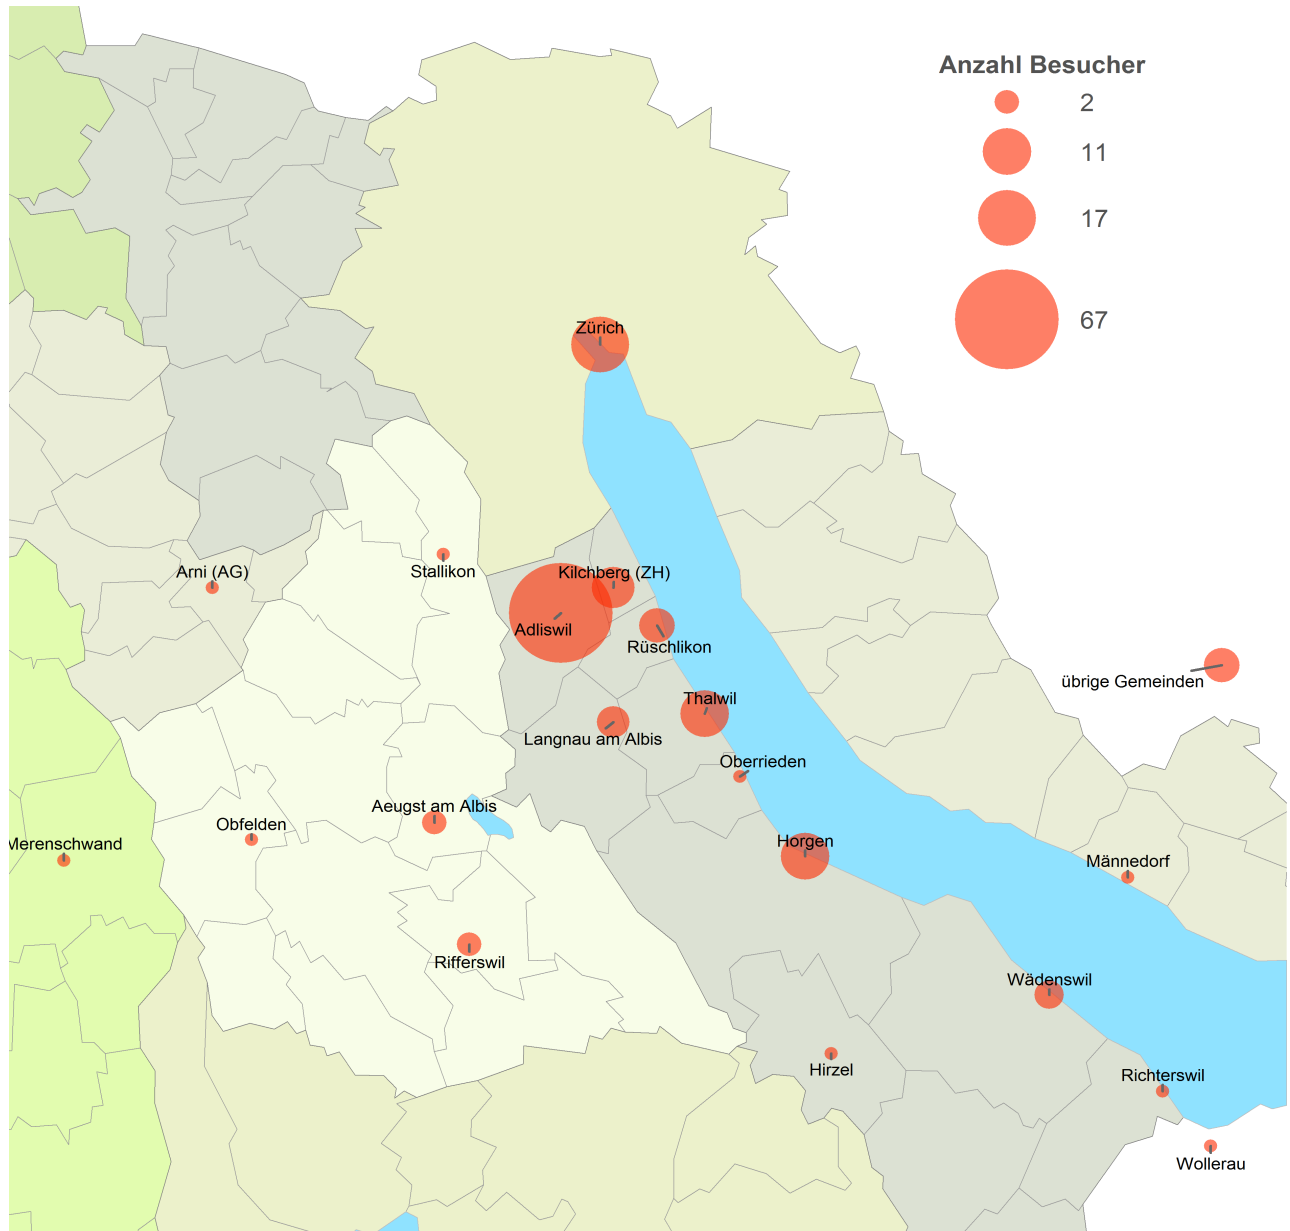 Anzahl Besucher
2
11
17
67
Zürich
Arni (AG)
Stallikon
Kilchberg (ZH)
Adliswil
Rüschlikon
übrige Gemeinden
Thalwil
Langnau am Albis
Oberrieden
Aeugst am Albis
Obfelden
Merenschwand
Horgen
Männedorf
Rifferswil
Wädenswil
Hirzel
Richterswil
Wollerau